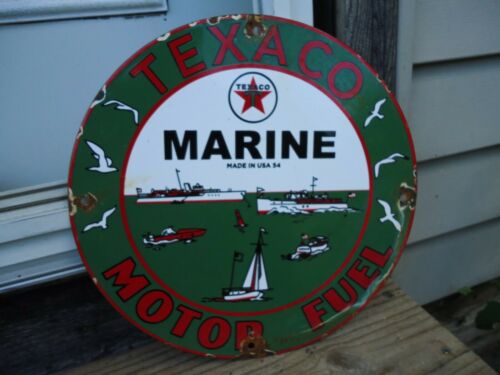 TEXACO
TEXACO
T
MARINE
MADE IN USA 54
MOTOR FUEL